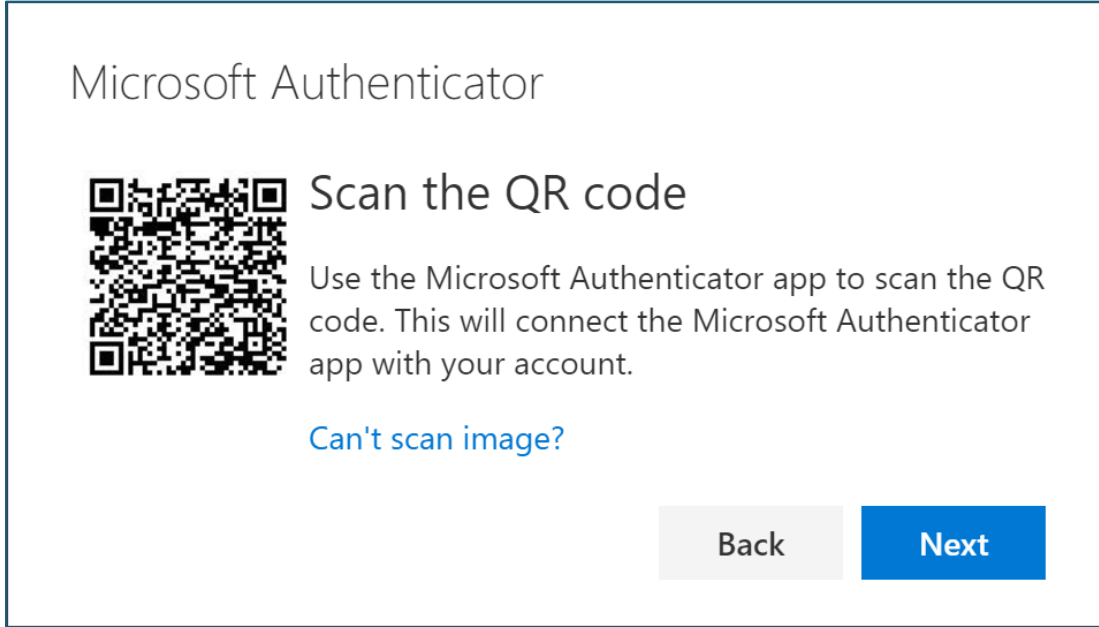 Microsoft Authenticator
Scan the QR code
Use the Microsoft Authenticator app to scan the QR
code. This will connect the Microsoft Authenticator
app with your account.
Can't scan image?
Back
Next